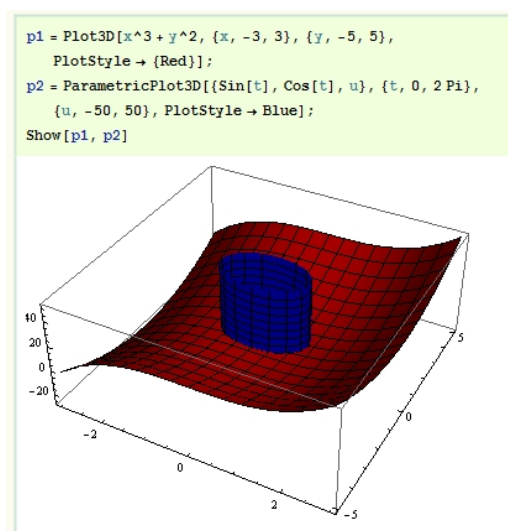 p1 = Plot3D[x^3 + y^2, {x, -3, 3}, {y, -5, 5},
PlotStyle → {Red}];
p2 = ParametricPlot3D[{Sin[t], Cos[t], u}, {t, 0, 2 Pi},
{u, -50, 50}, PlotStyle → Blue];
Show[p1, p2]
20
0
-20
-2
0
2
-5
0
5